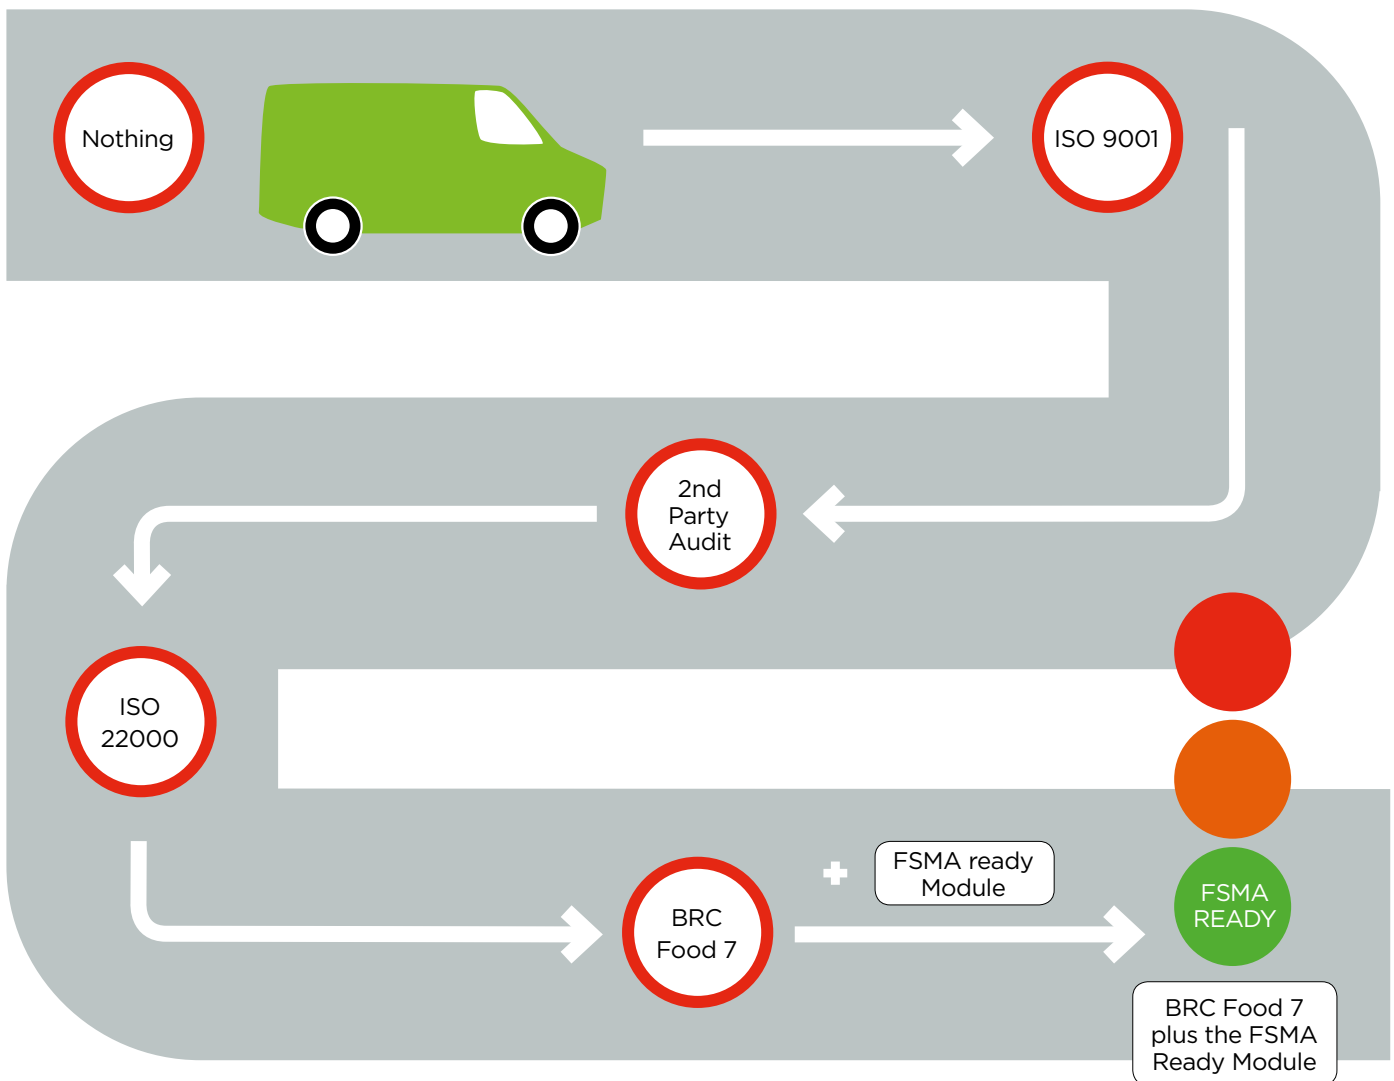 Nothing
ISO 9001
2nd
Party
Audit
ISO
22000
BRC
Food 7
FSMA ready
Module
FSMA
READY
BRC Food 7
plus the FSMA
Ready Module